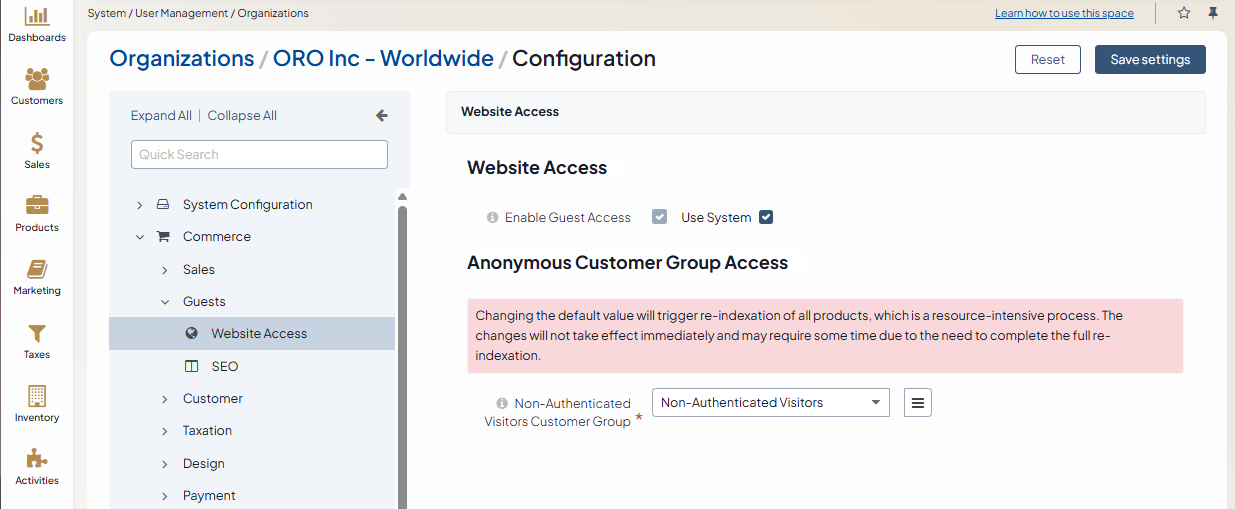 System / User Management / Organizations
Learn how to use this space
Dashboards
Customers
Sales
Products
Marketing
Taxes
Inventory
Activities
Organizations / ORO Inc - Worldwide / Configuration
Reset
Save settings
Expand All | Collapse All
Quick Search
System Configuration
Commerce
Sales
Guests
Website Access
SEO
Customer
Taxation
Design
Payment
Website Access
Website Access
Enable Guest Access
Use System
Anonymous Customer Group Access
Changing the default value will trigger re-indexation of all products, which is a resource-intensive process. The
changes will not take effect immediately and may require some time due to the need to complete the full re-
indexation.
Non-Authenticated
Visitors Customer Group *
Non-Authenticated Visitors